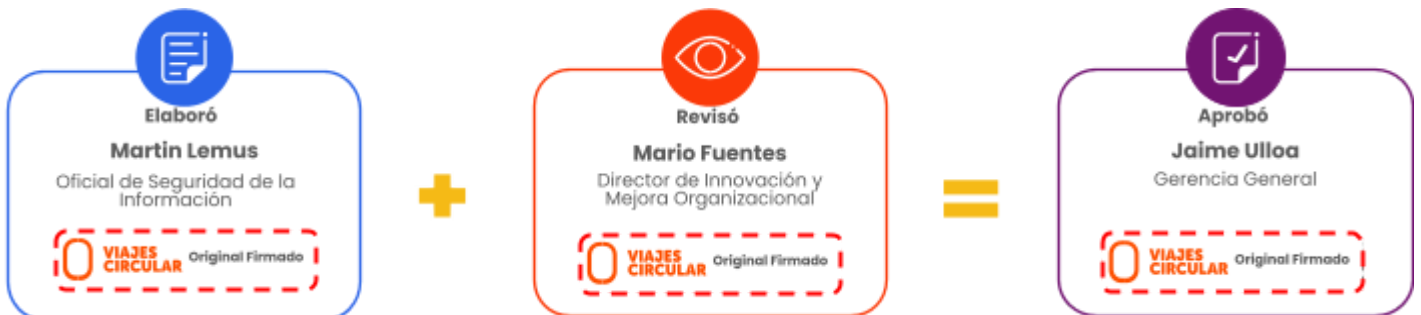 Elaboró
Martin Lemus
Oficial de Seguridad de la
Información
VIAJES
CIRCULAR
Original Firmado
Revisó
Mario Fuentes
Director de Innovación y
Mejora Organizacional
VIAJES
CIRCULAR
Original Firmado
Aprobó
Jaime Ulloa
Gerencia General
VIAJES
CIRCULAR
Original Firmado